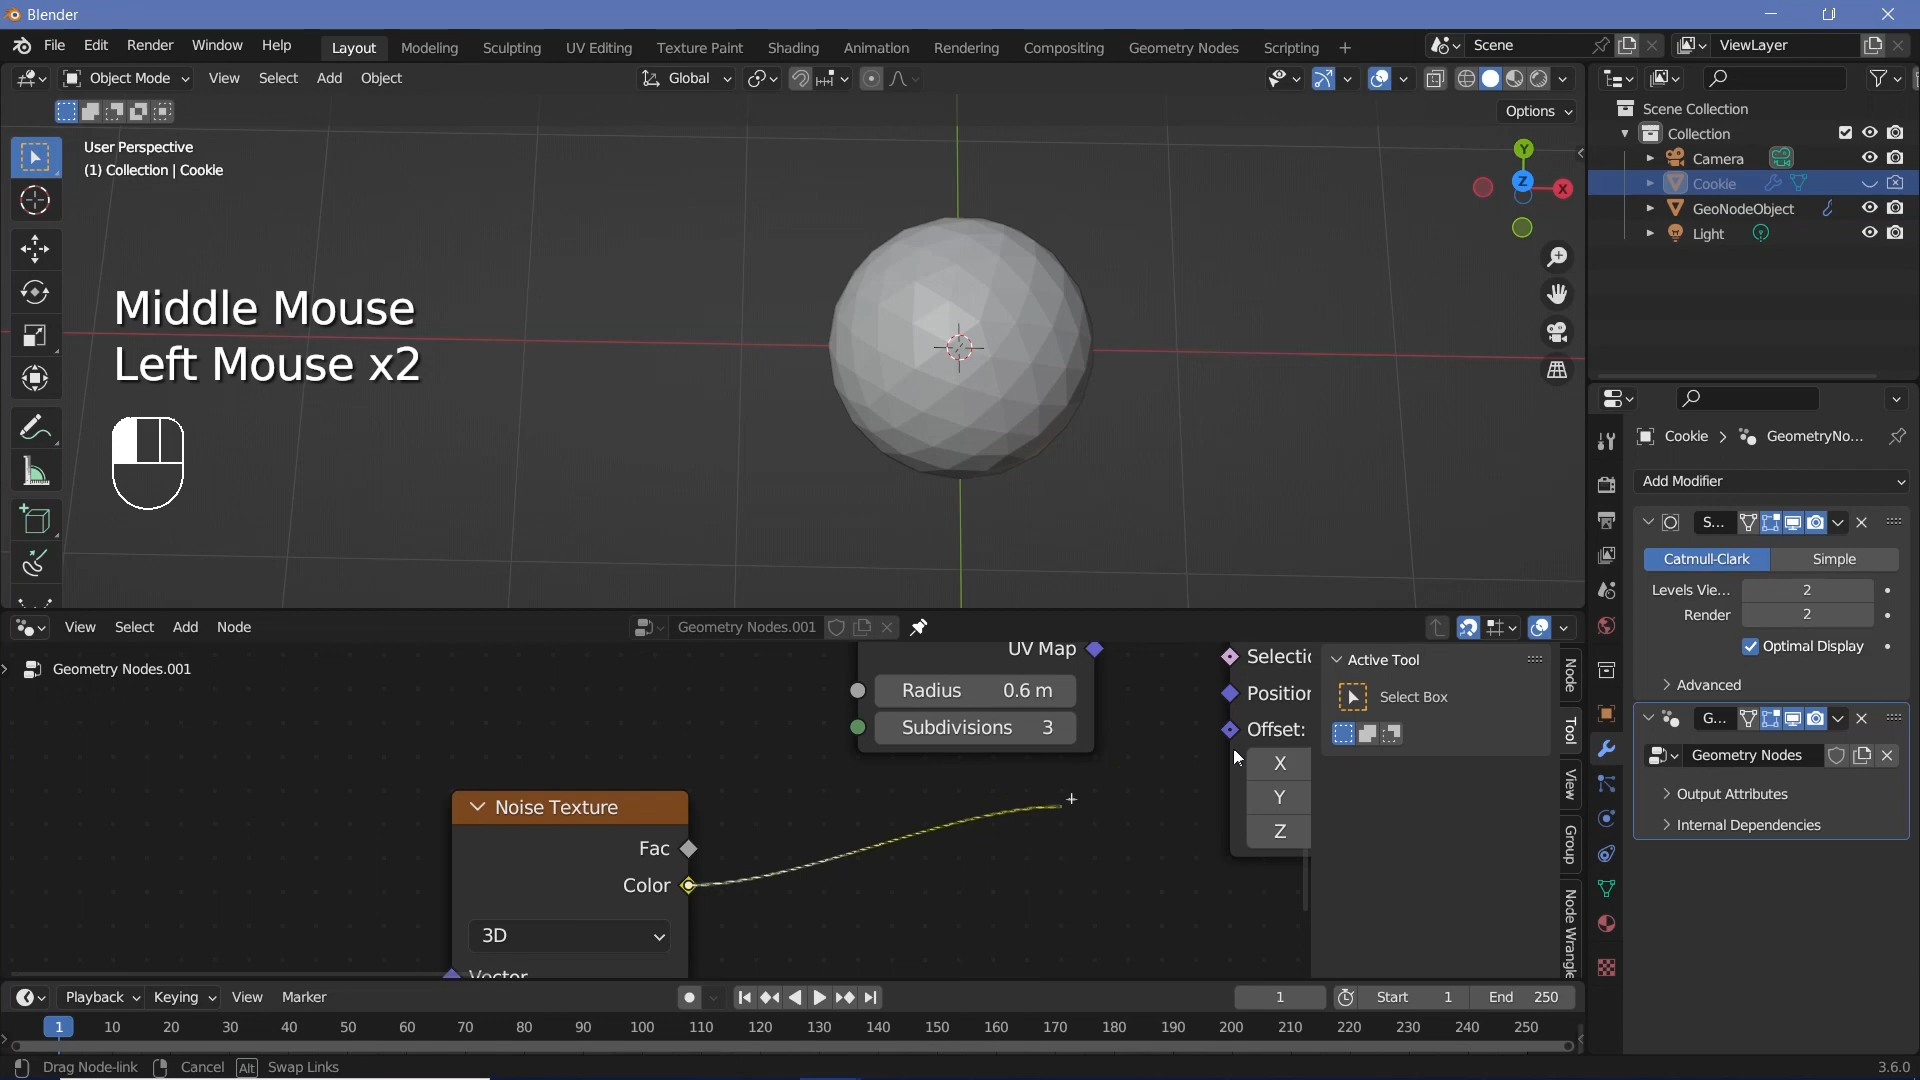 Blender
File Edit Render Window Help Layout Modeling Sculpting UV Editing Texture Paint Shading Animation Rendering Compositing Geometry Nodes Scripting + Scene ViewLayer
Object Mode View Select Add Object Global
Options
User Perspective
(1) Collection | Cookie
Y
Z
X
Middle Mouse
Left Mouse x2
Scene Collection
Collection
Camera
Cookie
GeoNodeObject
Light
Cookie > GeometryNo...
Add Modifier
S...
Catmull-Clark Simple
Levels Vie... 2
Render 2
Optimal Display
Advanced
G...
Geometry Nodes
Output Attributes
Internal Dependencies
View Select Add Node Geometry Nodes.001
Geometry Nodes.001
UV Map
Radius 0.6 m
Subdivisions 3
Noise Texture
Fac
Color
3D
Vector
Selectio
Position
Offset:
X
Y
Z
Active Tool
Select Box
Node
Tool
View
Group
Node Wrangle
Playback Keying View Marker 1 Start 1 End 250
1 10 20 30 40 50 60 70 80 90 100 110 120 130 140 150 160 170 180 190 200 210 220 230 240 250
Drag Node-link Cancel Alt Swap Links 3.6.0